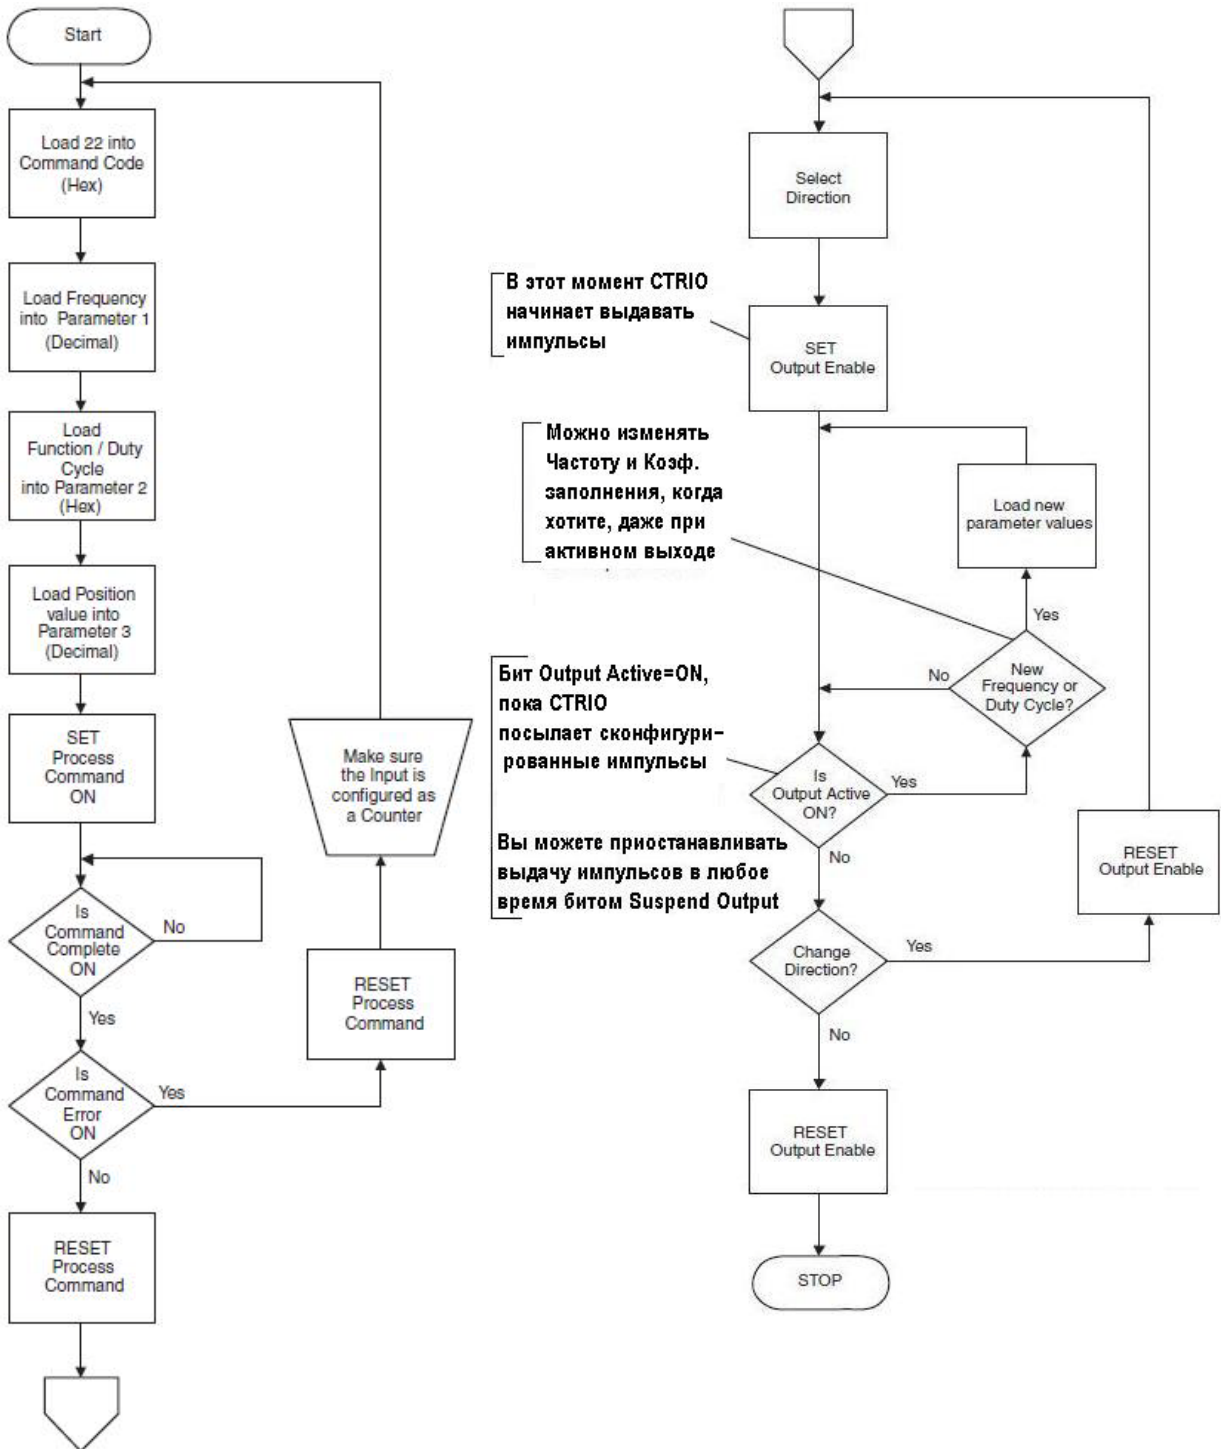 Start
Load 22 into
Command Code
(Hex)
Load Frequency
into Parameter 1
(Decimal)
Load
Function / Duty
Cycle
into Parameter 2
(Hex)
Load Position
value into
Parameter 3
(Decimal)
SET
Process
Command
ON
Is
Command
Complete
ON
No
Yes
Is
Command
Error
ON
Yes
No
RESET
Process
Command
RESET
Process
Command
Make sure
the Input is
configured as
a Counter
Select
Direction
В этот момент CTRIO
начинает выдавать
импульсы
SET
Output Enable
Можно изменять
Частоту и Коэф.
заполнения, когда
хотите, даже при
активном выходе
Load new
parameter values
Yes
New
Frequency or
Duty Cycle?
No
Бит Output Active=ON,
пока CTRIO
посылает сконфигури-
рованные импульсы
Is
Output Active
ON?
Yes
No
Вы можете приостанавливать
выдачу импульсов в любое
время битом Suspend Output
RESET
Output Enable
Change
Direction?
Yes
No
RESET
Output Enable
STOP